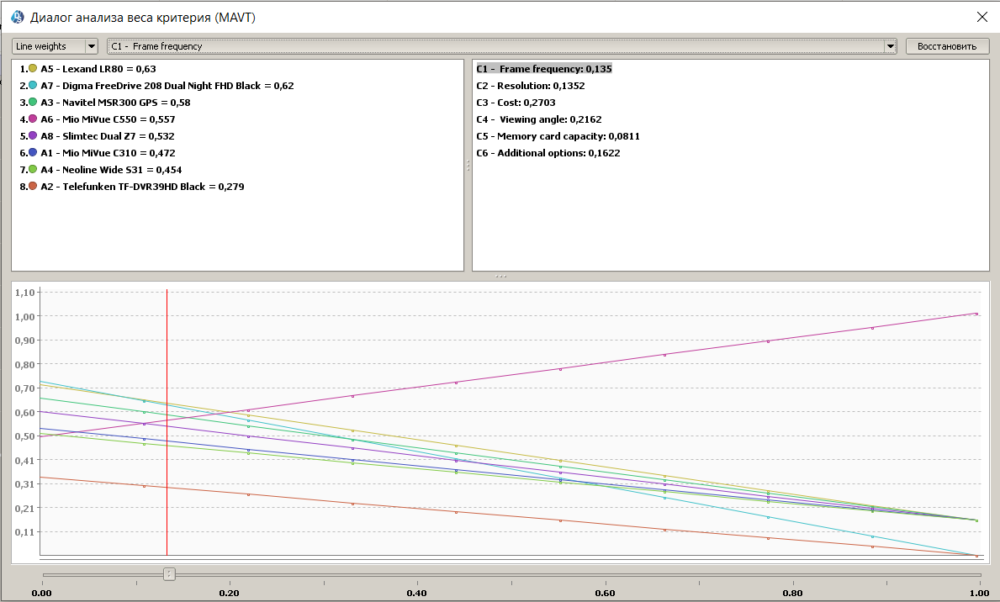 Диалог анализа веса критерия (MAVT)
Line weights
C1 - Frame frequency
Восстановить
1. A5 - Lexand LR80 = 0,63
2. A7 - Digma FreeDrive 208 Dual Night FHD Black = 0,62
3. A3 - Navitel MSR300 GPS = 0,58
4. A6 - Mio MiVue C550 = 0,557
5. A8 - Slimtec Dual Z7 = 0,532
6. A1 - Mio MiVue C310 = 0,472
7. A4 - Neoline Wide S31 = 0,454
8. A2 - Telefunken TF-DVR39HD Black = 0,279
C1 - Frame frequency: 0,135
C2 - Resolution: 0,1352
C3 - Cost: 0,2703
C4 - Viewing angle: 0,2162
C5 - Memory card capacity: 0,0811
C6 - Additional options: 0,1622
1,10
1,00
0,90
0,80
0,70
0,60
0,50
0,41
0,31
0,21
0,11
0.00 0.20 0.40 0.60 0.80 1.00